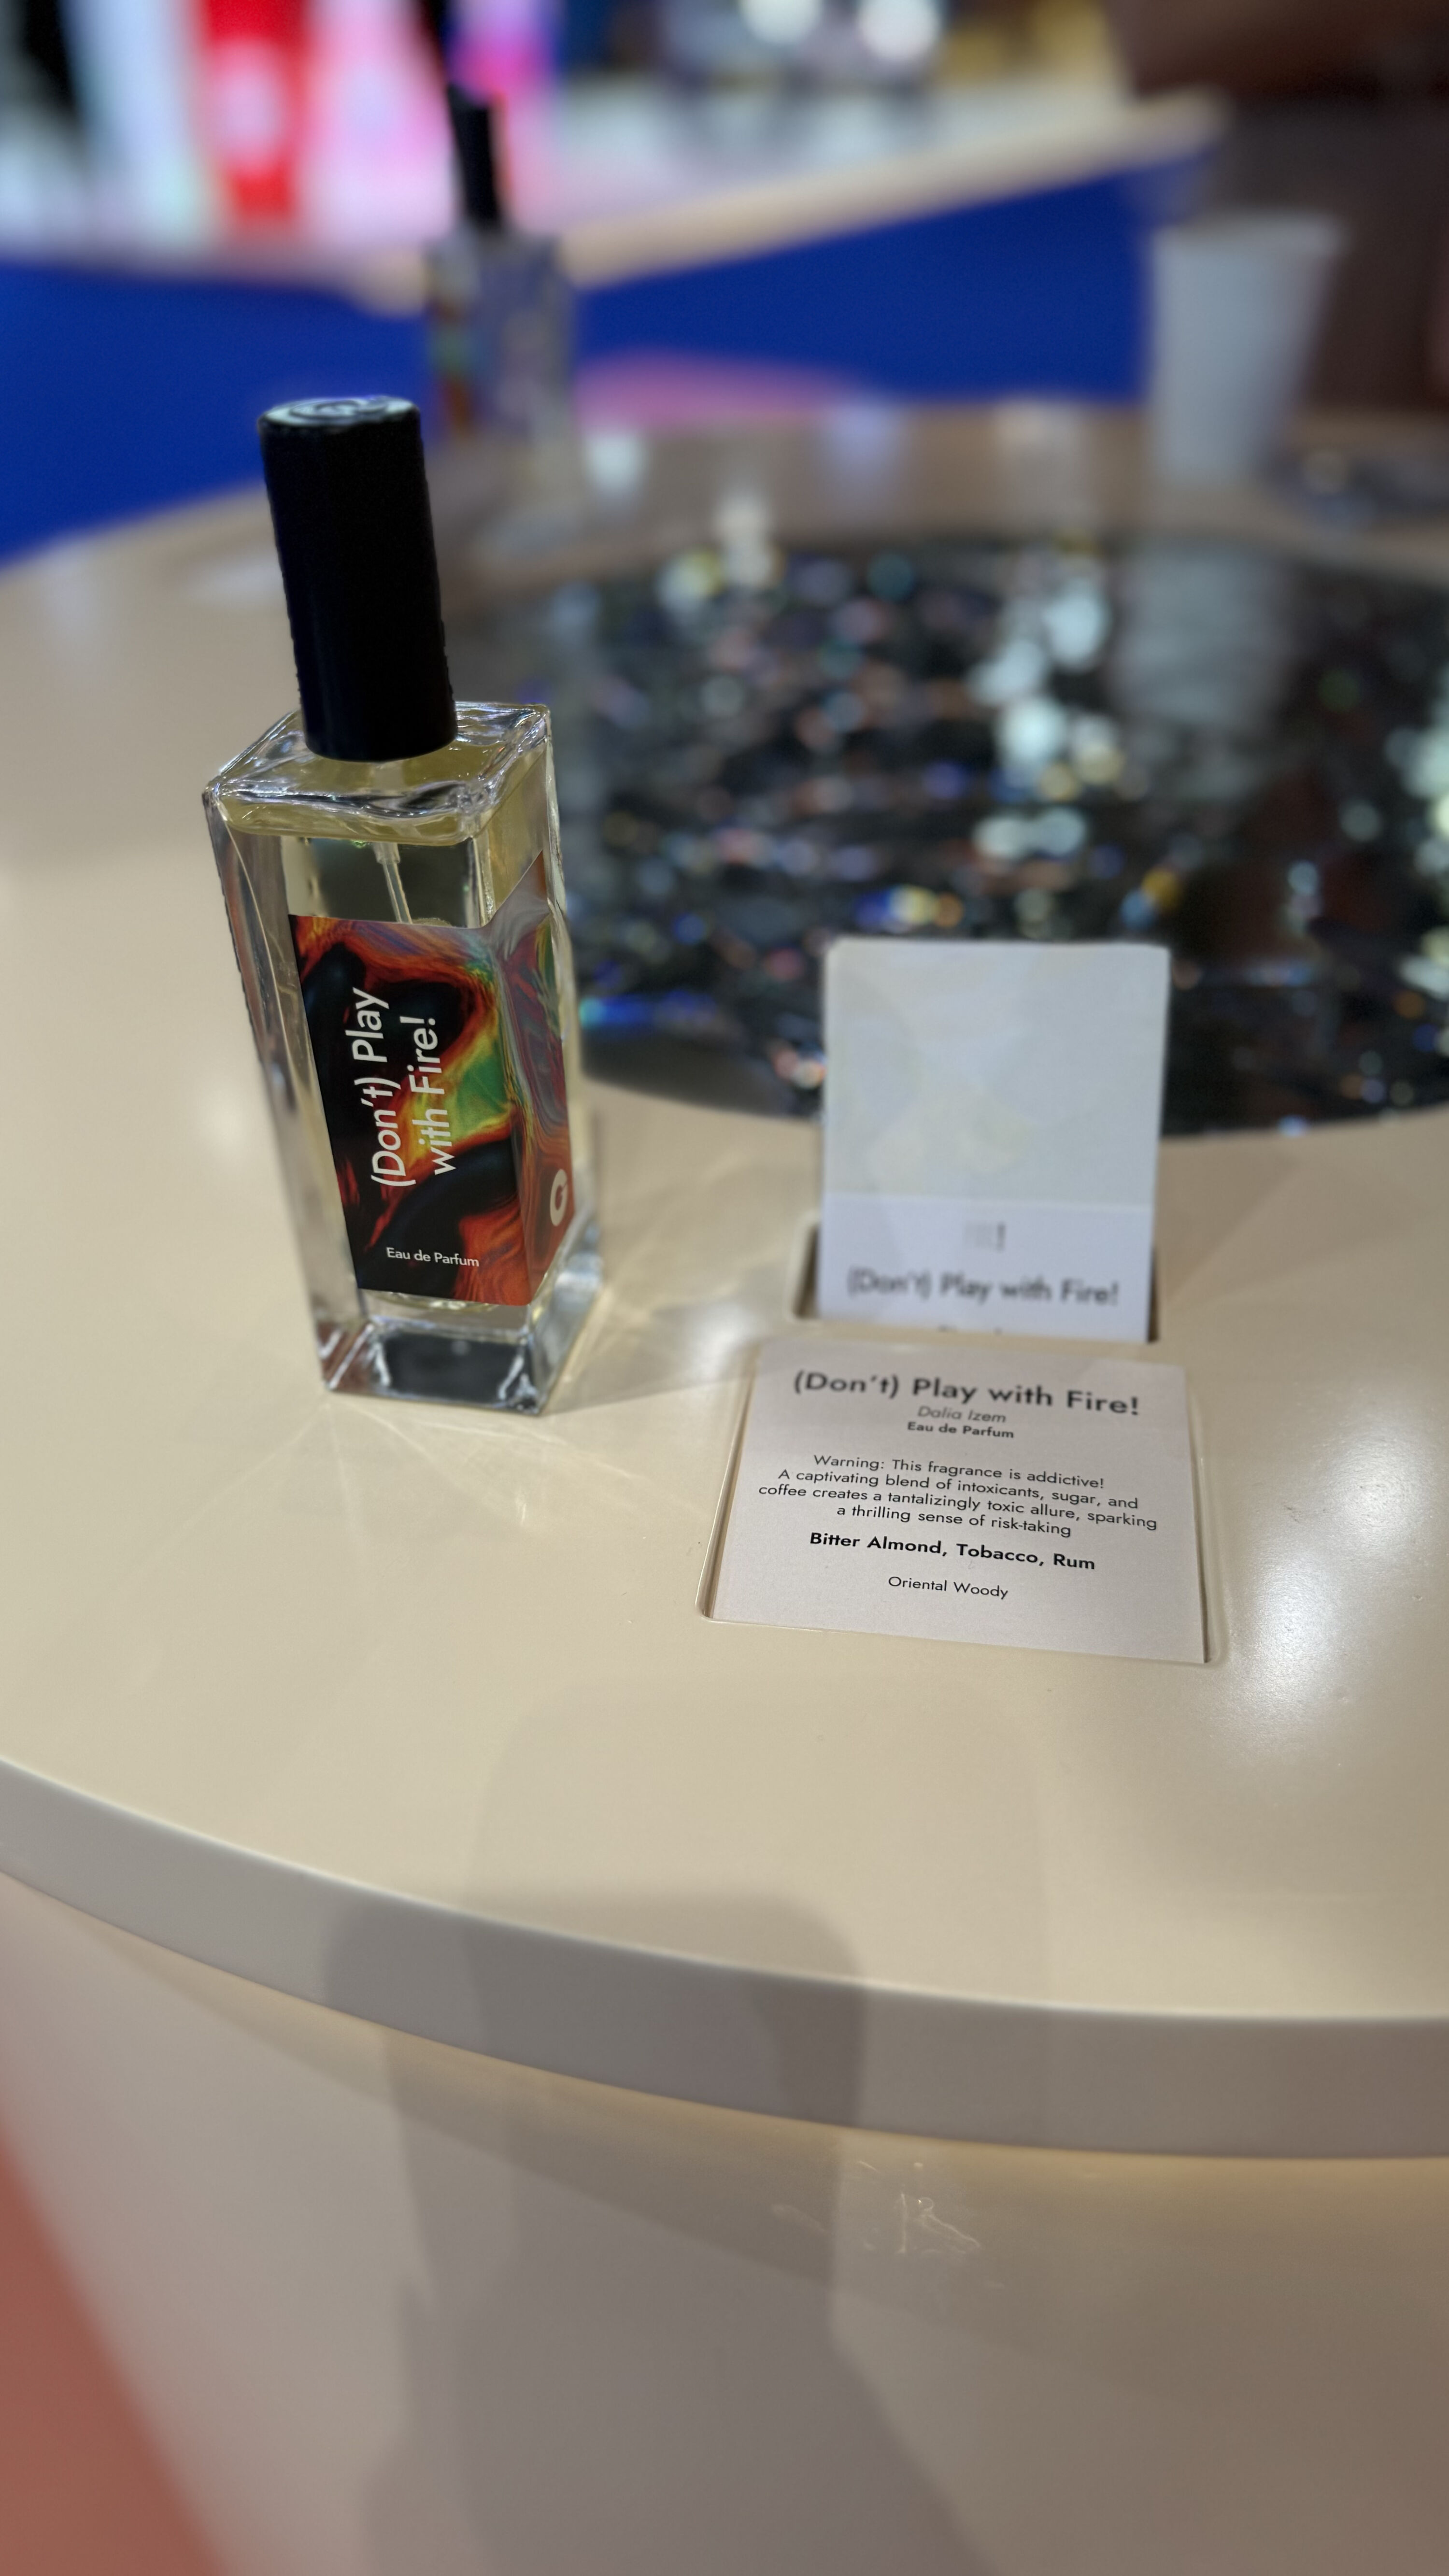 (Don't) Play
with Fire!
Eau de Parfum
(Don't) Play with Fire!
(Don't) Play with Fire!
Dalia Izem
Eau de Parfum
Warning: This fragrance is addictive!
A captivating blend of intoxicants, sugar, and
coffee creates a tantalizingly toxic allure, sparking
a thrilling sense of risk-taking
Bitter Almond, Tobacco, Rum
Oriental Woody